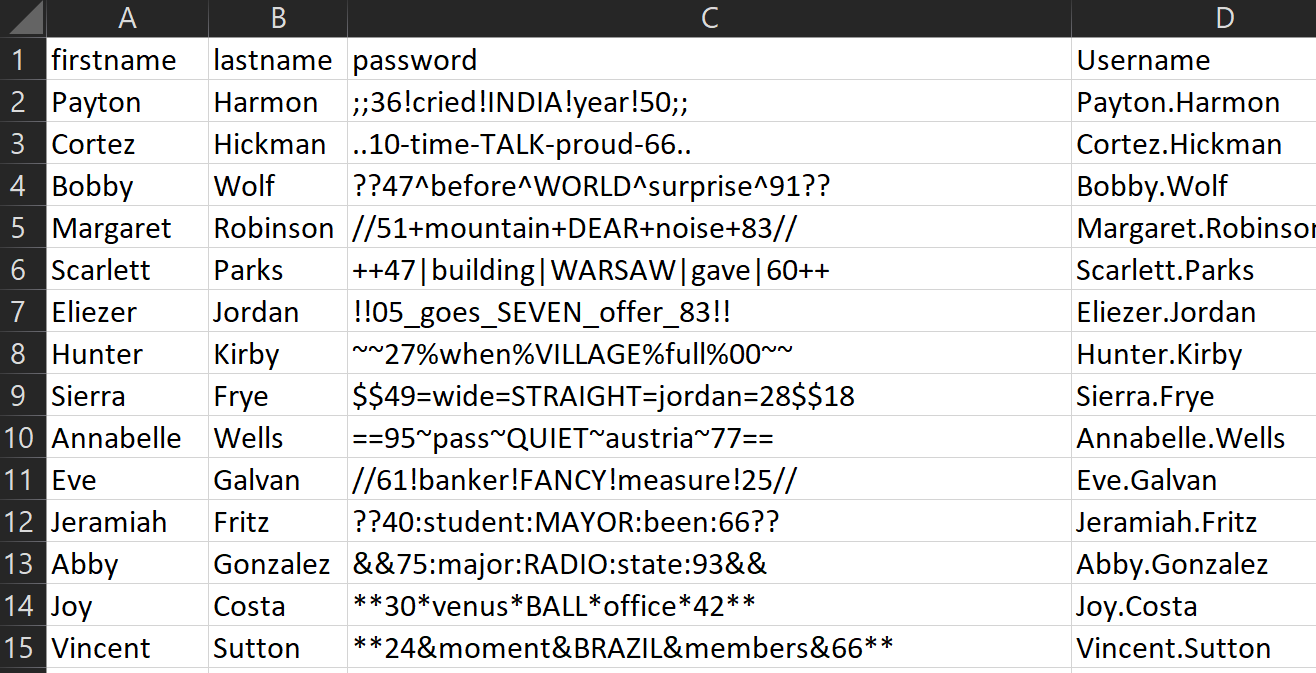 A B C D
1 firstname lastname password Username
2 Payton Harmon ;;36!cried!INDIA!year!50;; Payton.Harmon
3 Cortez Hickman ..10-time-TALK-proud-66.. Cortez.Hickman
4 Bobby Wolf ??47^before^WORLD^surprise^91?? Bobby.Wolf
5 Margaret Robinson //51+mountain+DEAR+noise+83// Margaret.Robinson
6 Scarlett Parks ++47|building|WARSAW|gave|60++ Scarlett.Parks
7 Eliezer Jordan !!05_goes_SEVEN_offer_83!! Eliezer.Jordan
8 Hunter Kirby ~~27%when%VILLAGE%full%00~~ Hunter.Kirby
9 Sierra Frye $$49=wide=STRAIGHT=jordan=28$$18 Sierra.Frye
10 Annabelle Wells ==95~pass~QUIET~austria~77== Annabelle.Wells
11 Eve Galvan //61!banker!FANCY!measure!25// Eve.Galvan
12 Jeramiah Fritz ??40:student:MAYOR:been:66?? Jeramiah.Fritz
13 Abby Gonzalez &&75:major:RADIO:state:93&& Abby.Gonzalez
14 Joy Costa **30*venus*BALL*office*42** Joy.Costa
15 Vincent Sutton **24&moment&BRAZIL&members&66** Vincent.Sutton